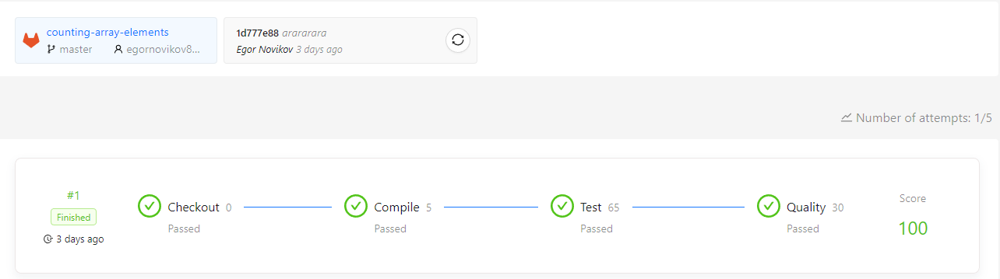 counting-array-elements
master egornovikov8...
1d777e88 arararara
Egor Novikov 3 days ago
Number of attempts: 1/5
#1
Finished
3 days ago
Checkout 0
Passed
Compile 5
Passed
Test 65
Passed
Quality 30
Passed
Score
100